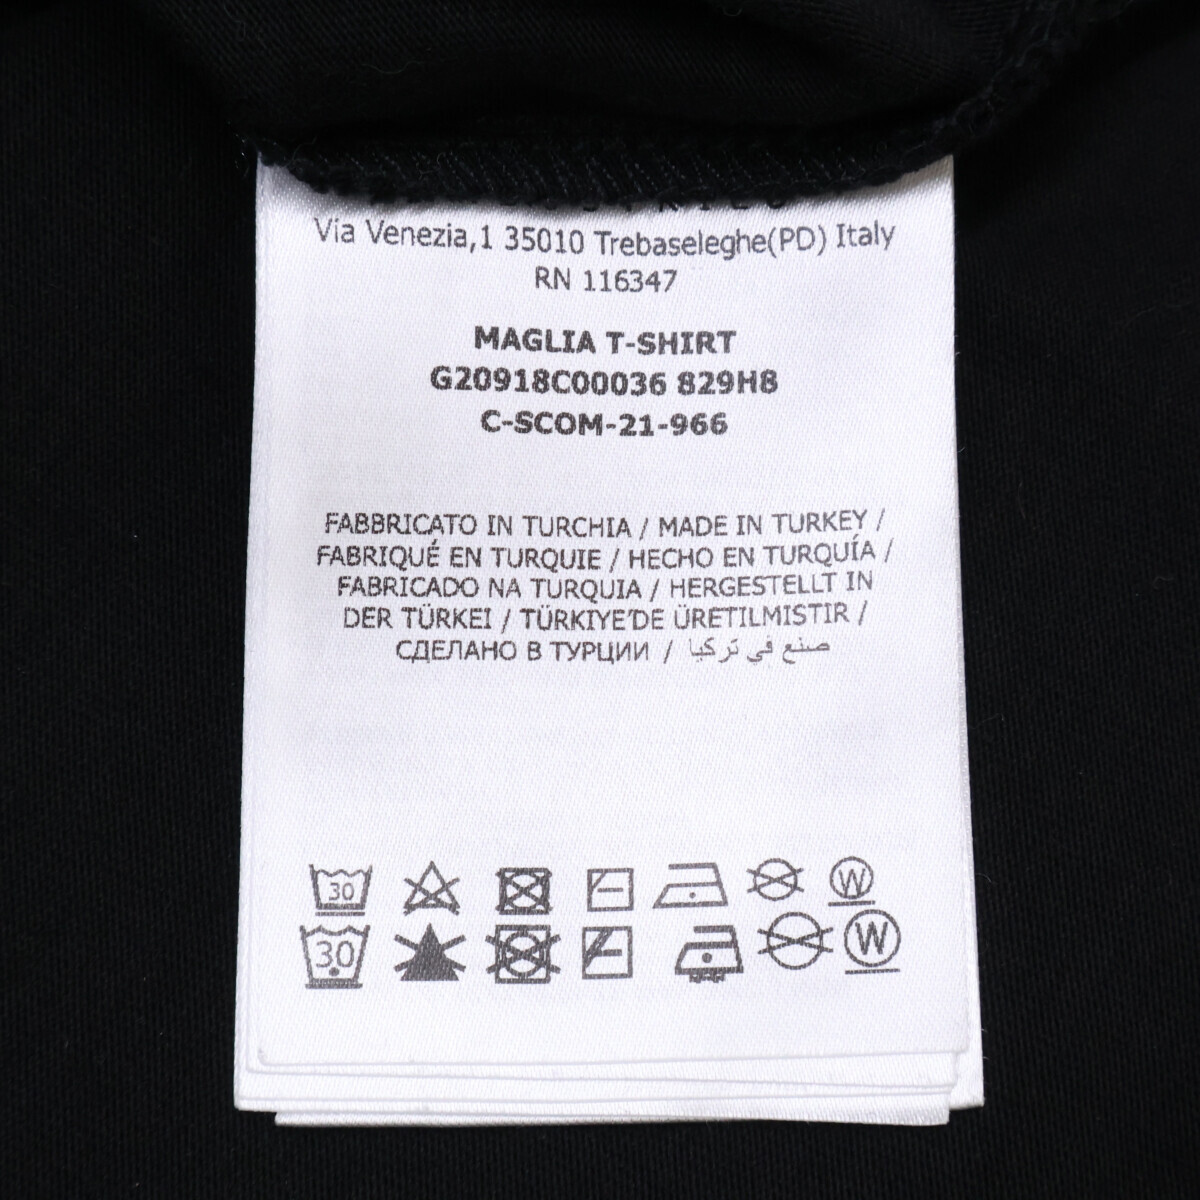 Via Venezia,1 35010 Trebaseleghe(PD) Italy
RN 116347
MAGLIA T-SHIRT
G20918C00036 829H8
C-SCOM-21-966
FABBRICATO IN TURCHIA / MADE IN TURKEY /
FABRIQUÉ EN TURQUIE / HECHO EN TURQUÍA /
FABRICADO NA TURQUIA / HERGESTELLT IN
DER TÜRKEI / TÜRKIYE'DE ÜRETILMISTIR /
СДЕЛАНО В ТУРЦИИ / صنع في تركيا
30 W
30 W